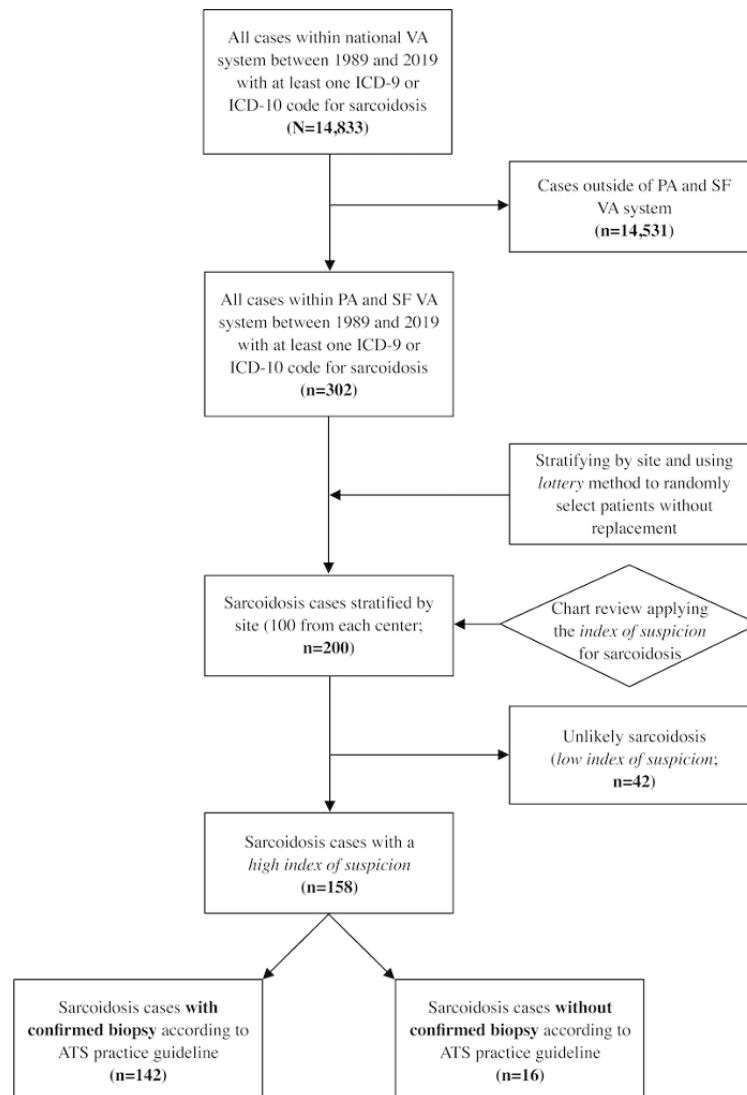 All cases within national VA
system between 1989 and 2019
with at least one ICD-9 or
ICD-10 code for sarcoidosis
(N=14,833)
Cases outside of PA and SF
VA system
(n=14,531)
All cases within PA and SF VA
system between 1989 and 2019
with at least one ICD-9 or
ICD-10 code for sarcoidosis
(n=302)
Stratifying by site and using
lottery method to randomly
select patients without
replacement
Sarcoidosis cases stratified by
site (100 from each center;
n=200)
Chart review applying
the index of suspicion
for sarcoidosis
Unlikely sarcoidosis
(low index of suspicion;
n=42)
Sarcoidosis cases with a
high index of suspicion
(n=158)
Sarcoidosis cases with
confirmed biopsy according to
ATS practice guideline
(n=142)
Sarcoidosis cases without
confirmed biopsy according to
ATS practice guideline
(n=16)